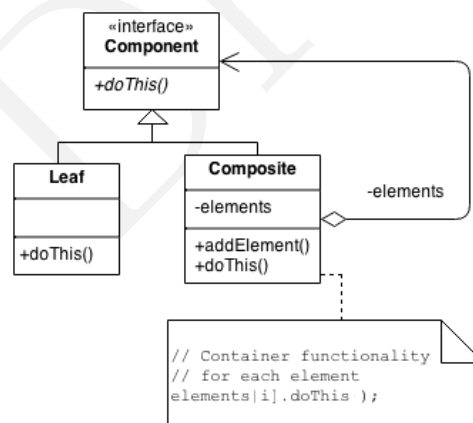 «interface»
Component
+doThis()
Leaf
+doThis()
Composite
-elements
+addElement()
+doThis()
-elements
// Container functionality
// for each element
elements[i].doThis );